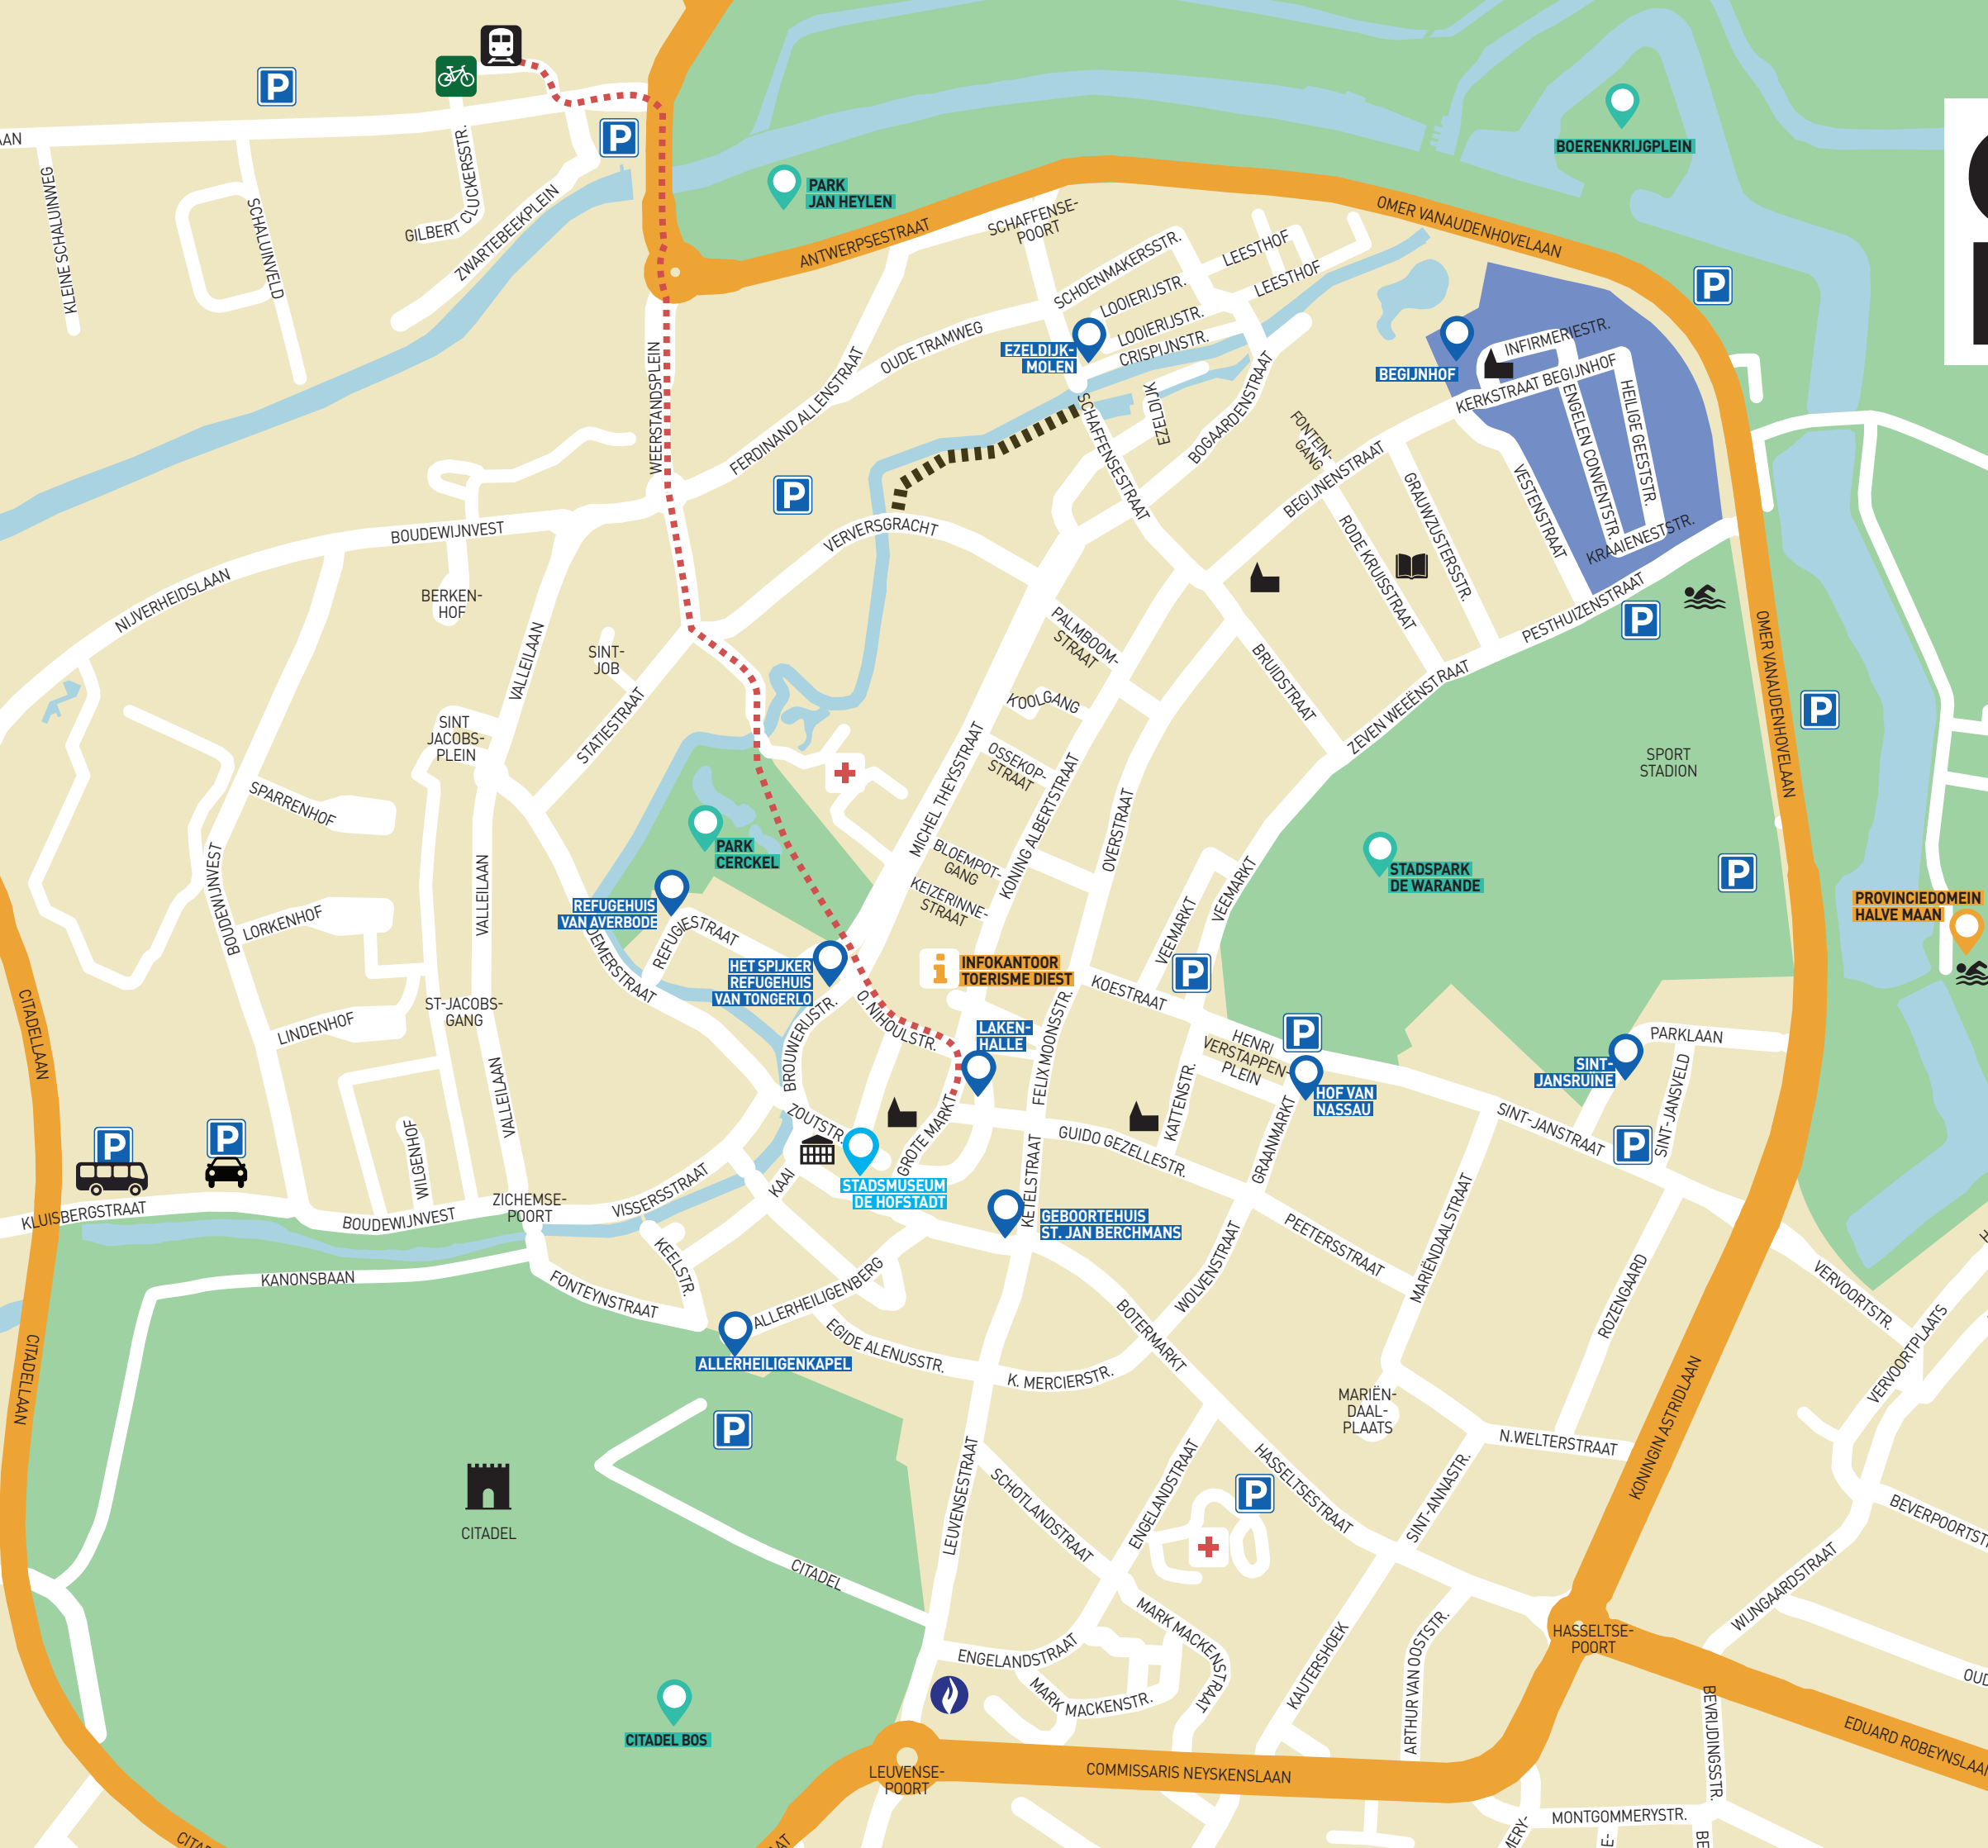 AAN
KLEINE SCHALUINWEG
SCHALUINVELD
GILBERT CLUCKERSSTR.
ZWARTEBEEKPLEIN
P
P
PARK
JAN HEYLEN
ANTWERPSESTRAAT
SCHAFFENSE-
POORT
OMER VANAUDENHOVELAAN
BOERENKRIJGPLEIN
P
SCHOENMAKERSSTR.
LEESTHOF
LEESTHOF
LOOIERIJSTR.
LOOIERIJSTR.
CRISPIJNSTR.
OUDE TRAMWEG
EZELDIJK-
MOLEN
EZELDIJK
BEGIJNHOF
INFIRMERIESTR.
KERKSTRAAT BEGIJNHOF
ENGELEN CONVENTSTR.
HEILIGE GEESTSTR.
KRAAIENESTSTR.
VESTENSTRAAT
WEERSTANDSPLEIN
FERDINAND ALLENSTRAAT
P
SCHAFFENSESTRAAT
BOGAARDENSTRAAT
FONTEIN-
GANG
BEGIJNENSTRAAT
GRAUWZUSTERSSTR.
RODE KRUISSTRAAT
PESTHUIZENSTRAAT
P
OMER VANAUDENHOVELAAN
P
BOUDEWIJNVEST
NIJVERHEIDSLAAN
BERKEN-
HOF
VERVERSGRACHT
VALLEILAAN
SINT-
JOB
STATIESTRAAT
SINT
JACOBS-
PLEIN
PALMBOOM-
STRAAT
KOOLGANG
OSSEKOP-
STRAAT
BRUIDSTRAAT
ZEVEN WEEËNSTRAAT
SPORT
STADION
P
SPARRENHOF
BOUDEWIJNVEST
LORKENHOF
LINDENHOF
VALLEILAAN
ST-JACOBS-
GANG
VALLEILAAN
WILGENHOF
PARK
CERCKEL
MICHEL THEYSSTRAAT
KONING ALBERTSTRAAT
OVERSTRAAT
BLOEMPOT-
GANG
KEIZERINNE-
STRAAT
VEEMARKT
VEEMARKT
STADSPARK
DE WARANDE
PROVINCIEDOMEIN
HALVE MAAN
REFUGEHUIS
VAN AVERBODE
REFUGIESTRAAT
DEMERSTRAAT
HET SPIJKER
REFUGEHUIS
VAN TONGERLO
INFOKANTOOR
TOERISME DIEST
BROUWERIJSTR.
O. NIHOULSTR.
LAKEN-
HALLE
FELIX MOONSSTR.
KOESTRAAT
P
HENRI
VERSTAPPEN-
PLEIN
P
HOF VAN
NASSAU
KATTENSTR.
GRAANMARKT
PARKLAAN
SINT-
JANSRUÏNE
SINT-JANSVELD
SINT-JANSTRAAT
P
CITADELLAAN
P
P
KLUISBERGSTRAAT
BOUDEWIJNVEST
ZICHEMSE-
POORT
VISSERSSTRAAT
ZOUTSTR.
KAAI
GROTE MARKT
STADSMUSEUM
DE HOFSTADT
GUIDO GEZELLESTR.
KETELSTRAAT
GEBOORTEHUIS
ST. JAN BERCHMANS
PEETERSSTRAAT
WOLVENSTRAAT
MARIËNDAALSTRAAT
ROZENGAARD
VERVOORTSTR.
VERVOORTPLAATS
KANONSBAAN
FONTEYNSTRAAT
KEELSTR.
ALLERHEILIGENBERG
ALLERHEILIGENKAPEL
EGIDE ALENUSSTR.
K. MERCIERSTR.
BOTERMARKT
MARIËN-
DAAL-
PLAATS
N.WELTERSTRAAT
KONINGIN ASTRIDLAAN
CITADELLAAN
P
CITADEL
CITADEL
LEUVENSESTRAAT
SCHOTLANDSTRAAT
ENGELANDSTRAAT
P
HASSELTSESTRAAT
SINT-ANNASTR.
BEVERPOORTST
WIJNGAARDSTRAAT
ENGELANDSTRAAT
MARK MACKENSTRAAT
MARK MACKENSTR.
KAUTERSHOEK
ARTHUR VAN OOSTSTR.
HASSELTSE-
POORT
OUD
CITADEL BOS
LEUVENSE-
POORT
COMMISSARIS NEYSKENSLAAN
BEVRIJDINGSSTR.
EDUARD ROBEYNSLAAN
MONTGOMMERYSTR.
MERY-
E-
BE
CITAD
AAT